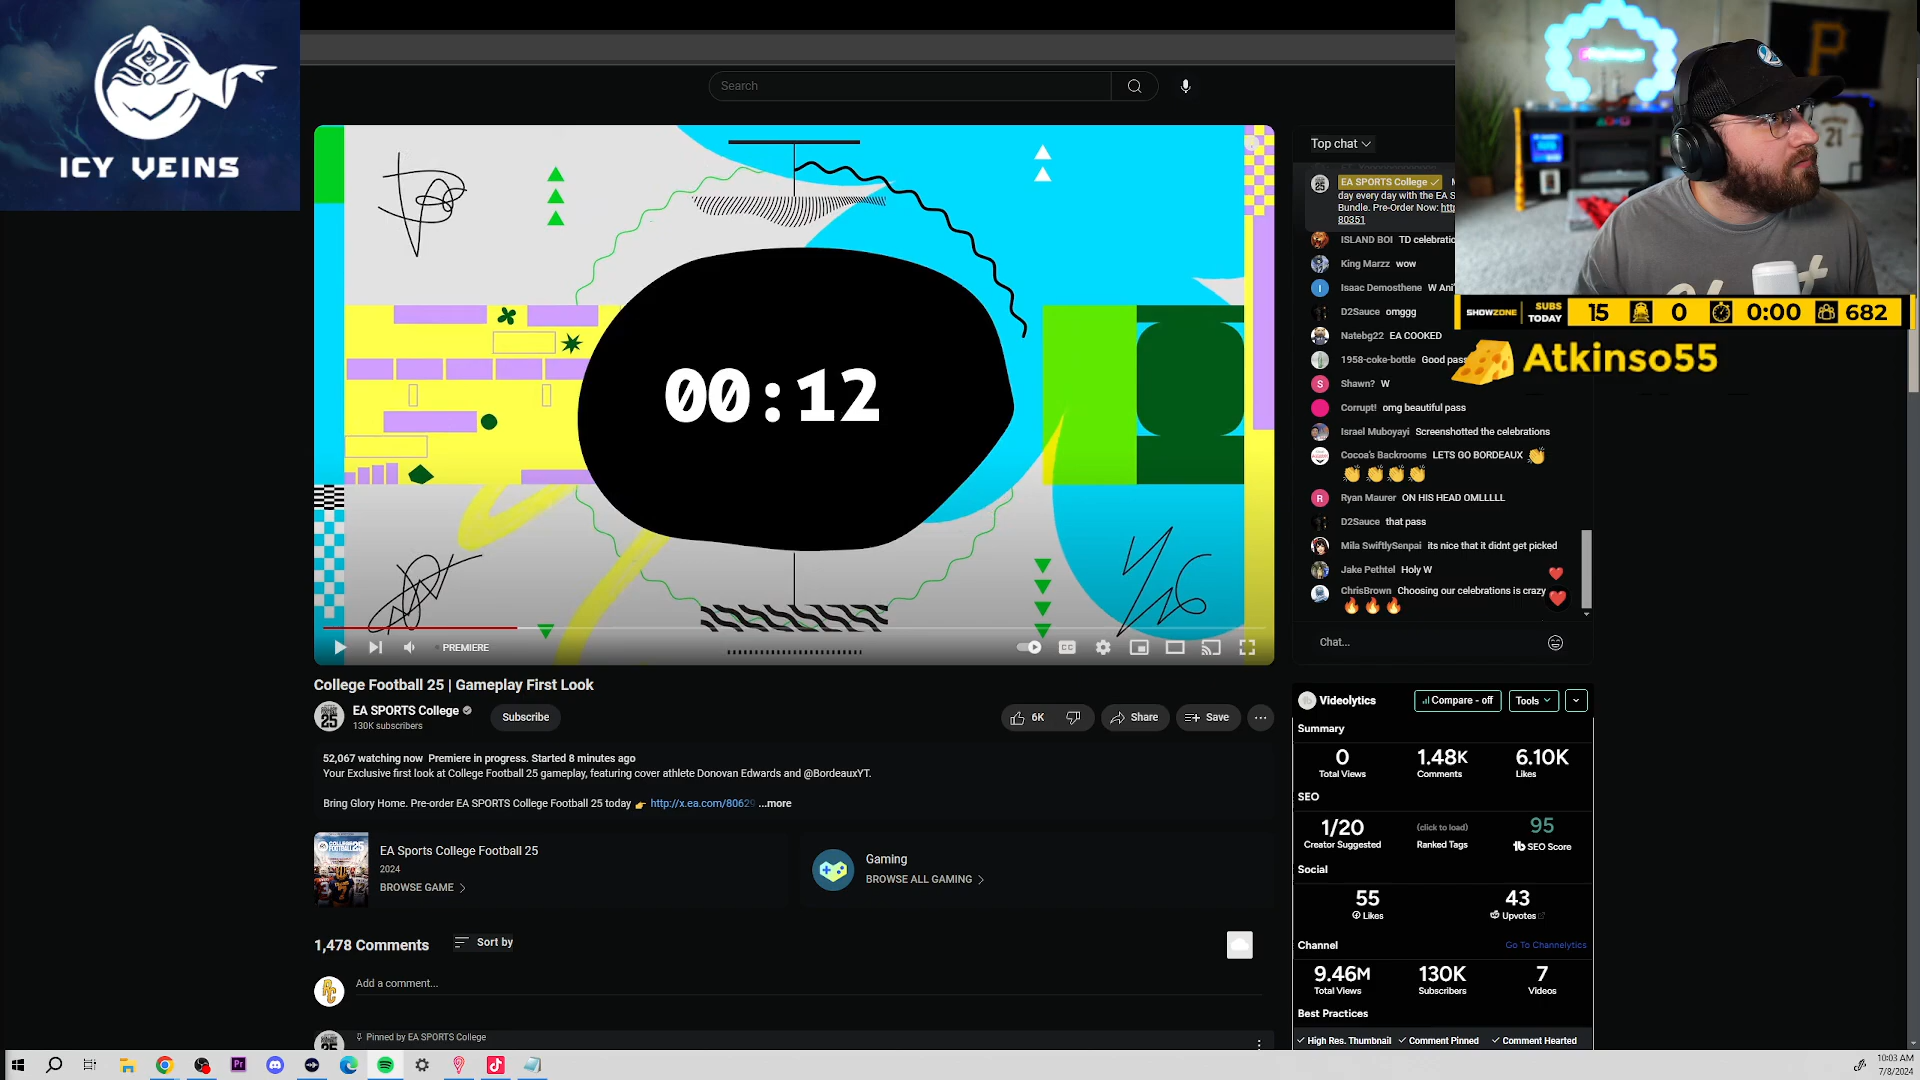 ICY VEINS
Search
00:12
PREMIERE
College Football 25 | Gameplay First Look
EA SPORTS College
130K subscribers
Subscribe
6K
Share
Save
52,067 watching now Premiere in progress. Started 8 minutes ago
Your Exclusive first look at College Football 25 gameplay, featuring cover athlete Donovan Edwards and @BordeauxYT.
Bring Glory Home. Pre-order EA SPORTS College Football 25 today 👉 http://x.ea.com/80629 ...more
EA Sports College Football 25
2024
BROWSE GAME
Gaming
BROWSE ALL GAMING
1,478 Comments
Sort by
Add a comment...
Pinned by EA SPORTS College
Top chat
EA SPORTS College
day every day with the EA S
Bundle. Pre-Order Now: http
80351
ISLAND BOI TD celebratio
King Marzz wow
Isaac Demosthene W Ani
D2Sauce omggg
Natebg22 EA COOKED
1958-coke-bottle Good pass
Shawn? W
Corrupt! omg beautiful pass
Israel Muboyayi Screenshotted the celebrations
Cocoa's Backrooms LETS GO BORDEAUX 👏
👏 👏 👏 👏
Ryan Maurer ON HIS HEAD OMLLLLL
D2Sauce that pass
Mila SwiftlySenpai its nice that it didnt get picked
Jake Pethtel Holy W
ChrisBrown Choosing our celebrations is crazy
🔥 🔥 🔥
Chat...
P
21
SHOWZONE SUBS TODAY 15 0 0:00 682
Atkinso55
Videolytics
Compare - off
Tools
Summary
0 1.48K 6.10K
Total Views Comments Likes
SEO
1/20 (click to load) 95
Creator Suggested Ranked Tags tb SEO Score
Social
55 43
Likes Upvotes
Channel Go To Channelytics
9.46M 130K 7
Total Views Subscribers Videos
Best Practices
High Res. Thumbnail Comment Pinned Comment Hearted
10:03 AM
7/8/2024